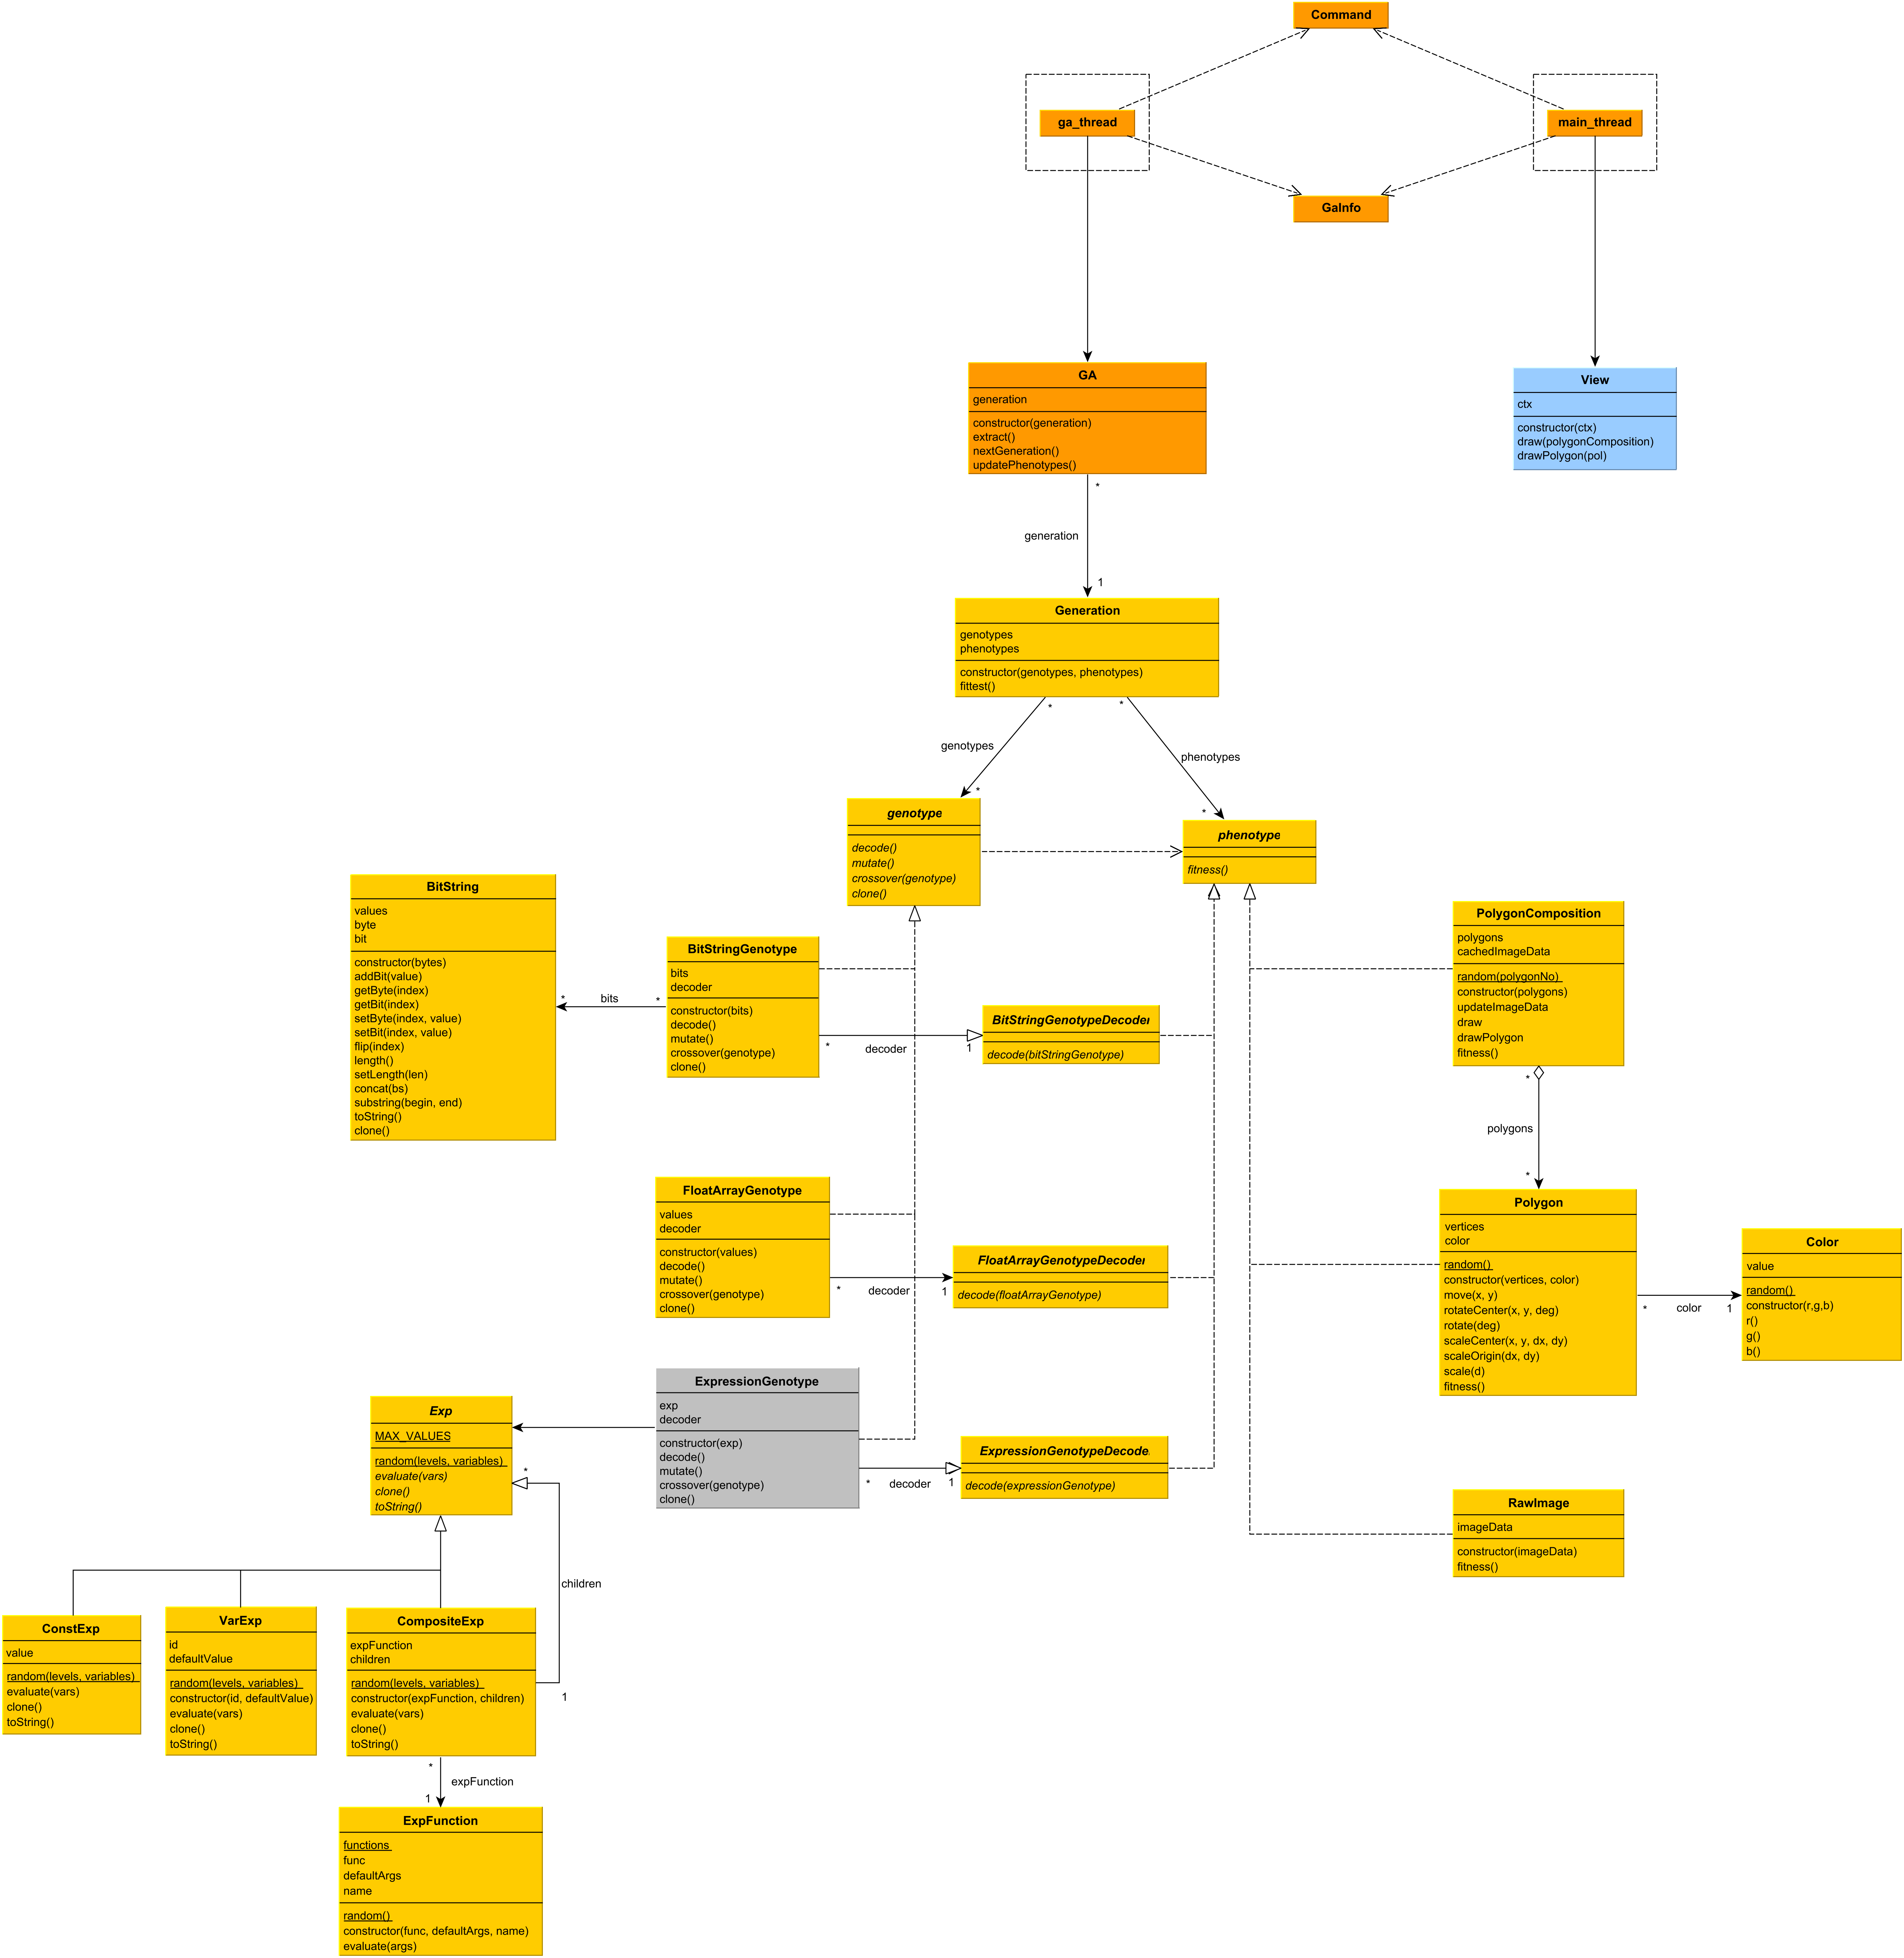 Command
ga_thread
main_thread
GaInfo
GA
generation
constructor(generation)
extract()
nextGeneration()
updatePhenotypes()
View
ctx
constructor(ctx)
draw(polygonComposition)
drawPolygon(pol)
*
generation
1
Generation
genotypes
phenotypes
constructor(genotypes, phenotypes)
fittest()
*
*
genotypes
phenotypes
*
*
genotype
decode()
mutate()
crossover(genotype)
clone()
phenotype
fitness()
BitString
values
byte
bit
constructor(bytes)
addBit(value)
getByte(index)
getBit(index)
setByte(index, value)
setBit(index, value)
flip(index)
length()
setLength(len)
concat(bs)
substring(begin, end)
toString()
clone()
*
bits
*
BitStringGenotype
bits
decoder
constructor(bits)
decode()
mutate()
crossover(genotype)
clone()
*
decoder
1
BitStringGenotypeDecoder
decode(bitStringGenotype)
PolygonComposition
polygons
cachedImageData
random(polygonNo)
constructor(polygons)
updateImageData
draw
drawPolygon
fitness()
*
polygons
*
FloatArrayGenotype
values
decoder
constructor(values)
decode()
mutate()
crossover(genotype)
clone()
*
decoder
1
FloatArrayGenotypeDecoder
decode(floatArrayGenotype)
Polygon
vertices
color
random()
constructor(vertices, color)
move(x, y)
rotateCenter(x, y, deg)
rotate(deg)
scaleCenter(x, y, dx, dy)
scaleOrigin(dx, dy)
scale(d)
fitness()
*
color
1
Color
value
random()
constructor(r,g,b)
r()
g()
b()
Exp
MAX_VALUES
random(levels, variables)
evaluate(vars)
clone()
toString()
*
ExpressionGenotype
exp
decoder
constructor(exp)
decode()
mutate()
crossover(genotype)
clone()
*
decoder
1
ExpressionGenotypeDecode
decode(expressionGenotype)
RawImage
imageData
constructor(imageData)
fitness()
children
1
ConstExp
value
random(levels, variables)
evaluate(vars)
clone()
toString()
VarExp
id
defaultValue
random(levels, variables)
constructor(id, defaultValue)
evaluate(vars)
clone()
toString()
CompositeExp
expFunction
children
random(levels, variables)
constructor(expFunction, children)
evaluate(vars)
clone()
toString()
*
expFunction
1
ExpFunction
functions
func
defaultArgs
name
random()
constructor(func, defaultArgs, name)
evaluate(args)